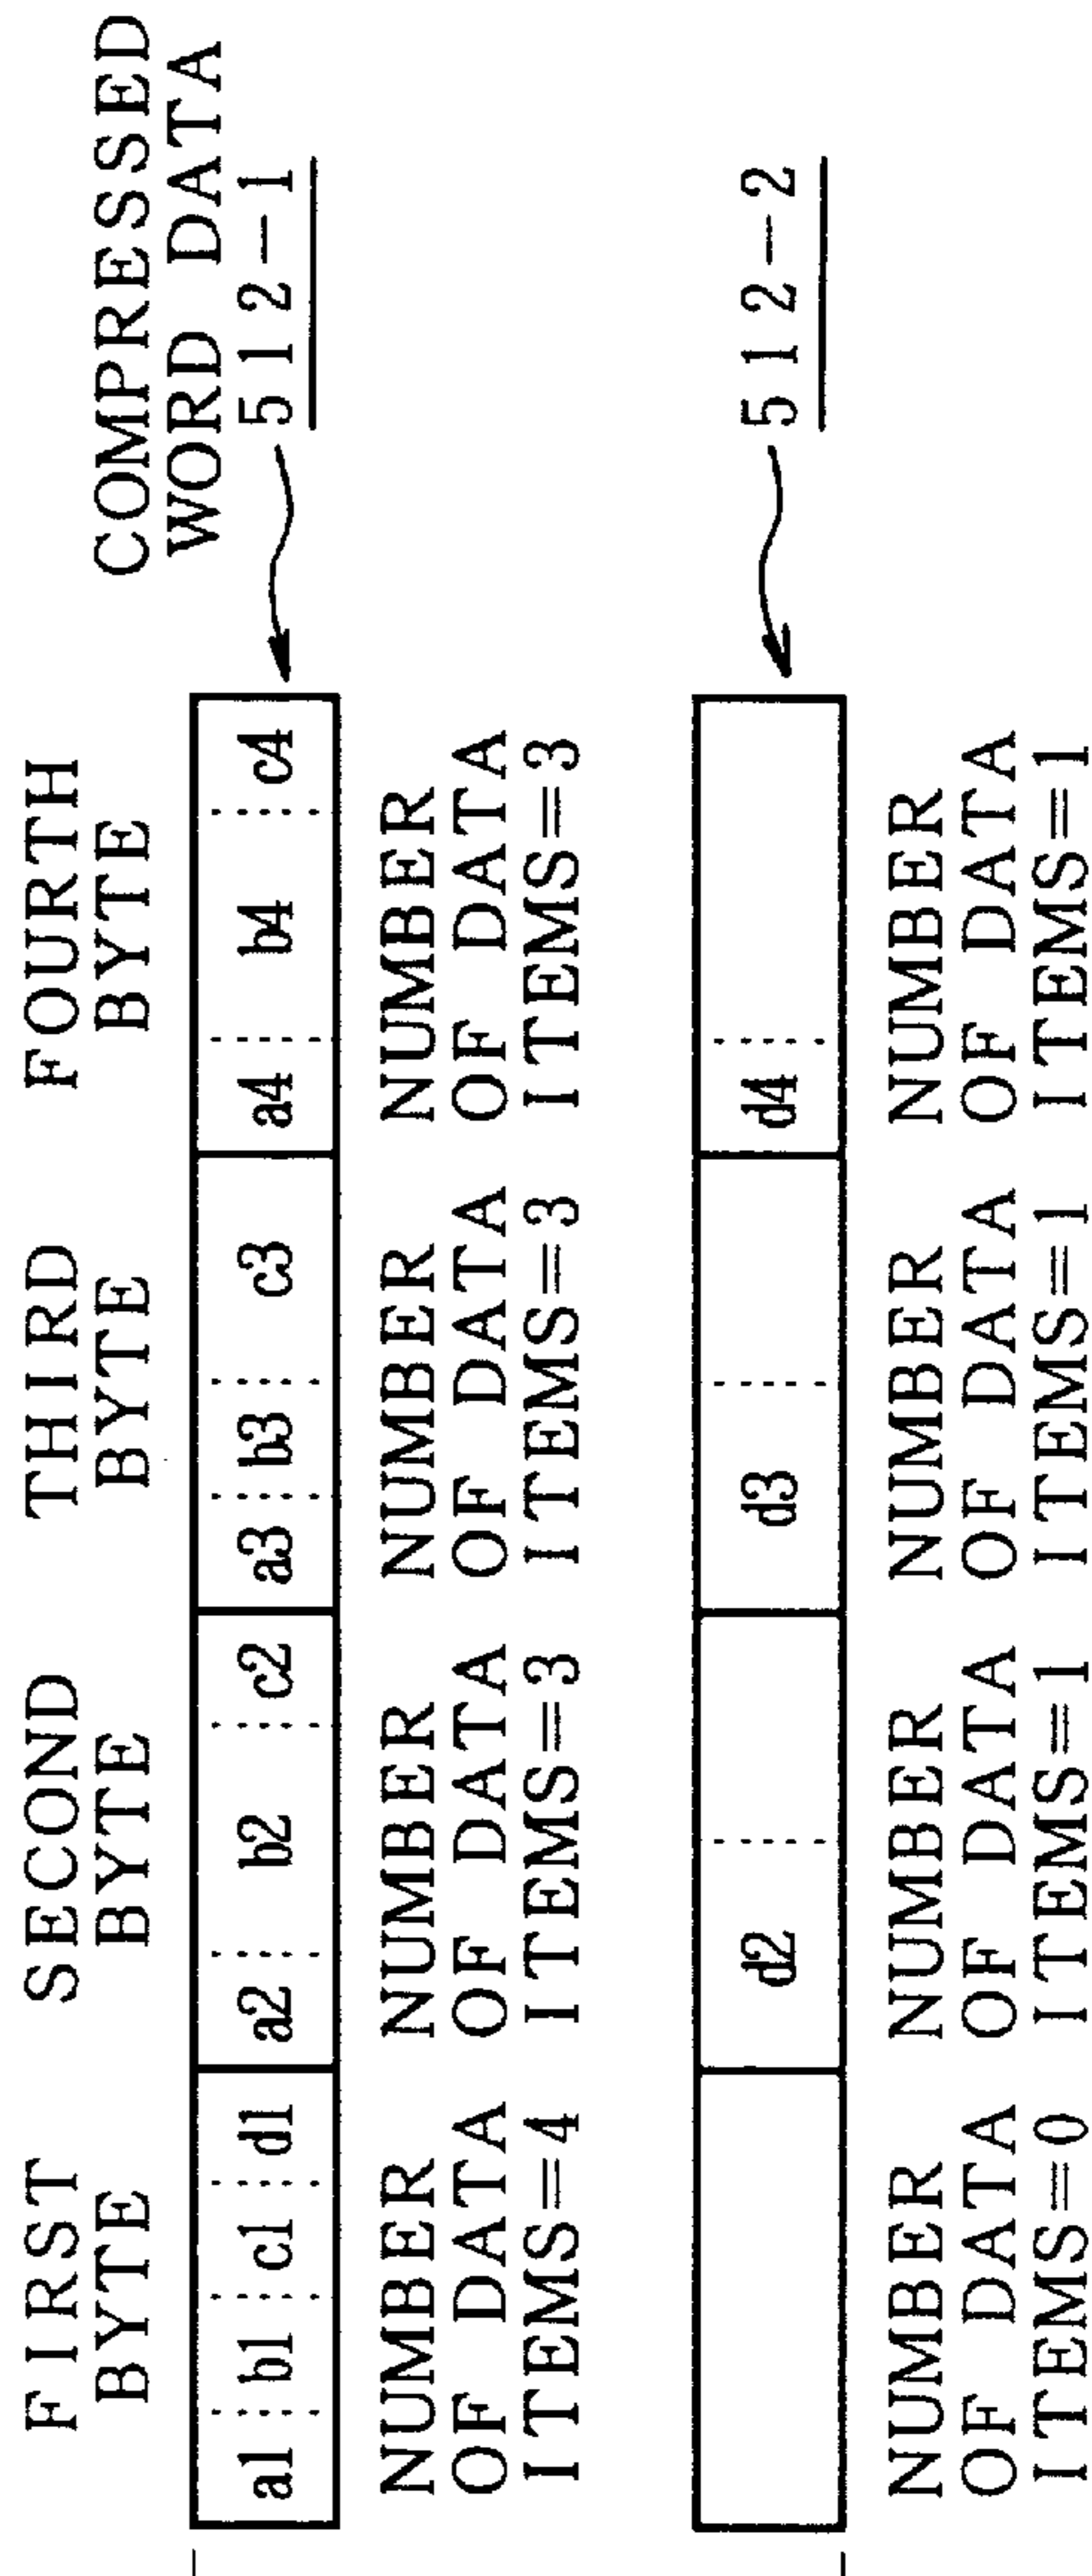 COMPRESSED
WORD DATA
FIRST SECOND THIRD FOURTH
BYTE BYTE BYTE BYTE
512-1
a1 b1 c1 d1 a2 b2 c2 a3 b3 c3 a4 b4 c4
NUMBER NUMBER NUMBER NUMBER
OF DATA OF DATA OF DATA OF DATA
ITEMS=4 ITEMS=3 ITEMS=3 ITEMS=3
512-2
d2 d3 d4
NUMBER NUMBER NUMBER NUMBER
OF DATA OF DATA OF DATA OF DATA
ITEMS=0 ITEMS=1 ITEMS=1 ITEMS=1